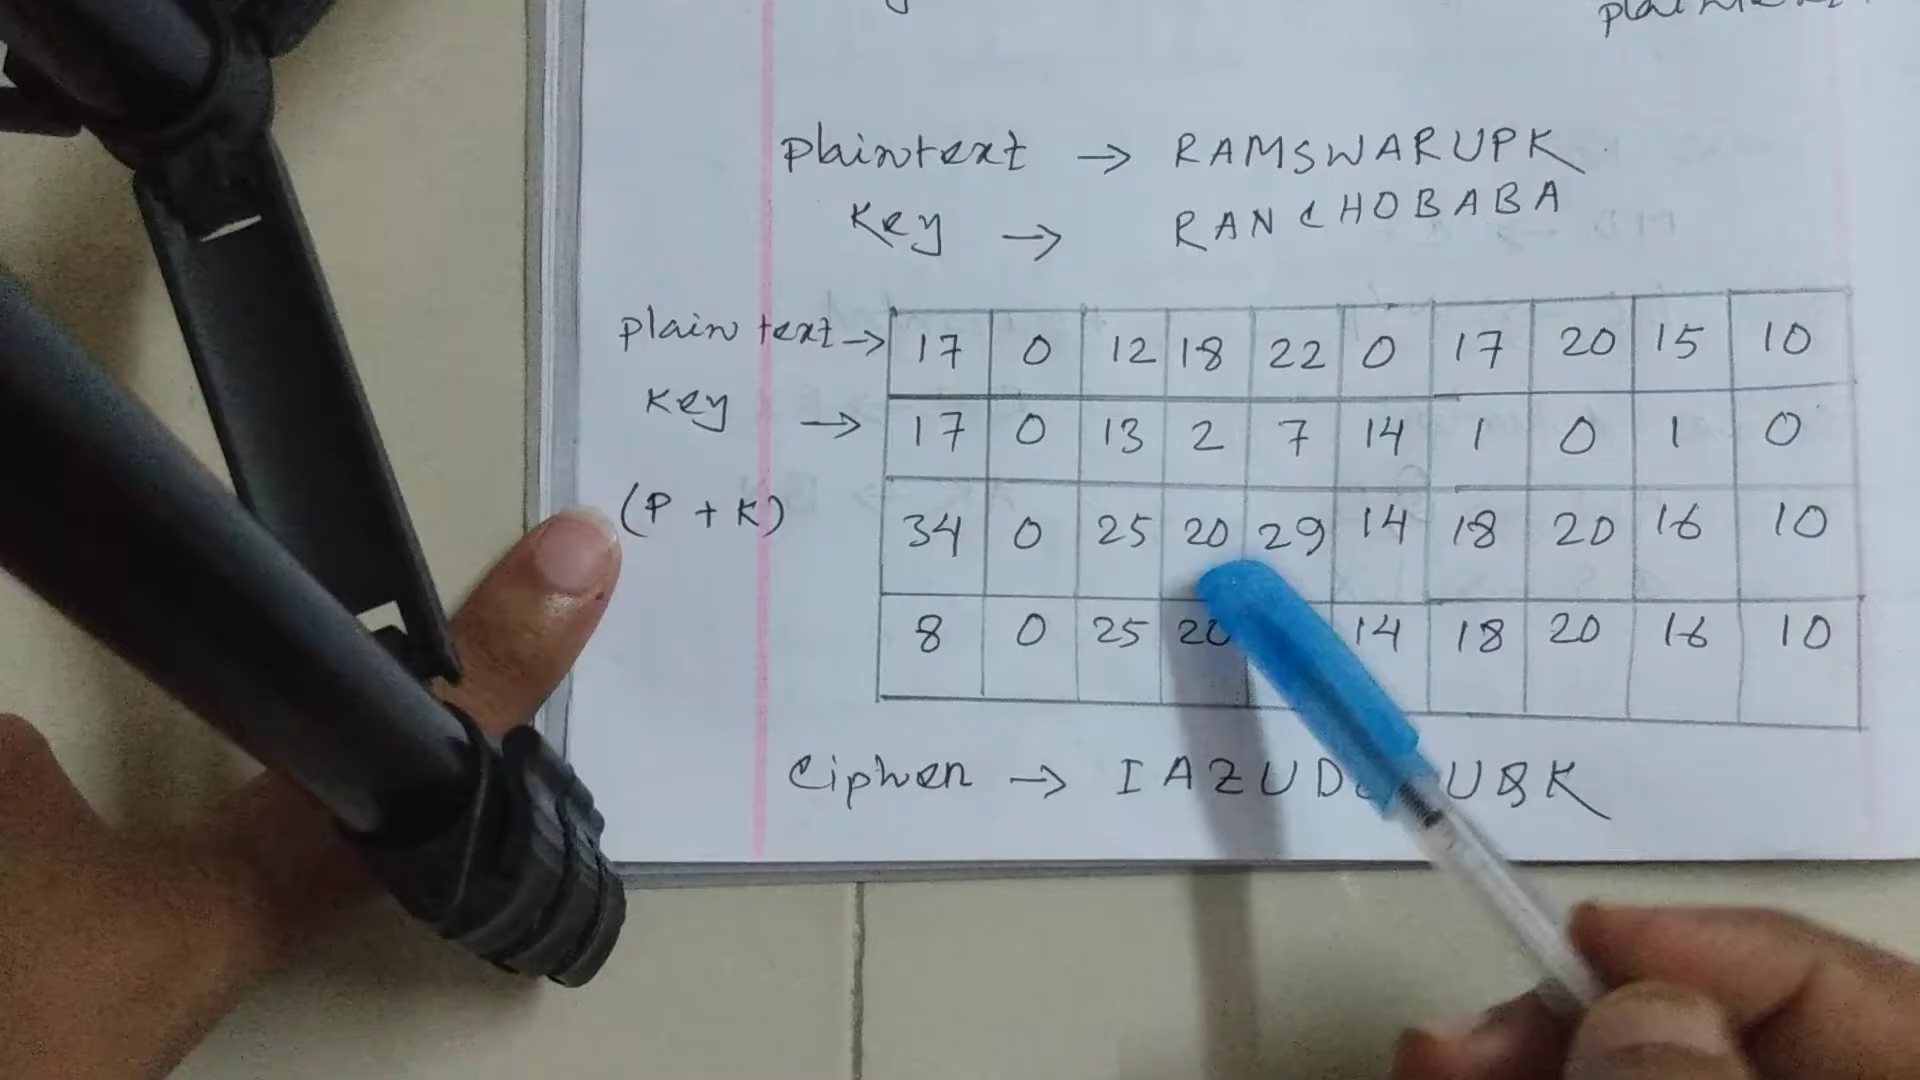 Plaintext → RAMSWARUPK
Key → RANCHOBABA
plain text → 17 0 12 18 22 0 17 20 15 10
Key → 17 0 13 2 7 14 1 0 1 0
(P + K) 34 0 25 20 29 14 18 20 16 10
8 0 25 20 14 18 20 16 10
Cipher → IAZUD UQK